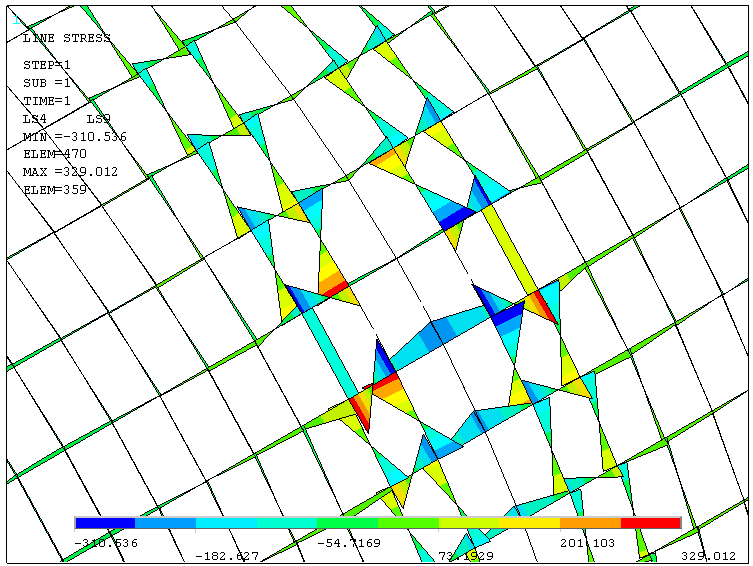 1
LINE STRESS
STEP=1
SUB =1
TIME=1
LS4 LS9
MIN =-310.536
ELEM=470
MAX =329.012
ELEM=359
-310.536 -54.7169 201.103
-182.627 73.1929 329.012